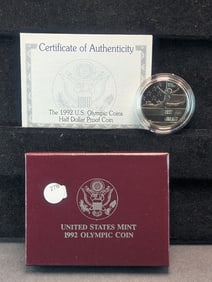 Certificate of Authenticity
The 1992 U.S. Olympic Coins
Half Dollar Proof Coin
UNITED STATES MINT
1992 OLYMPIC COIN